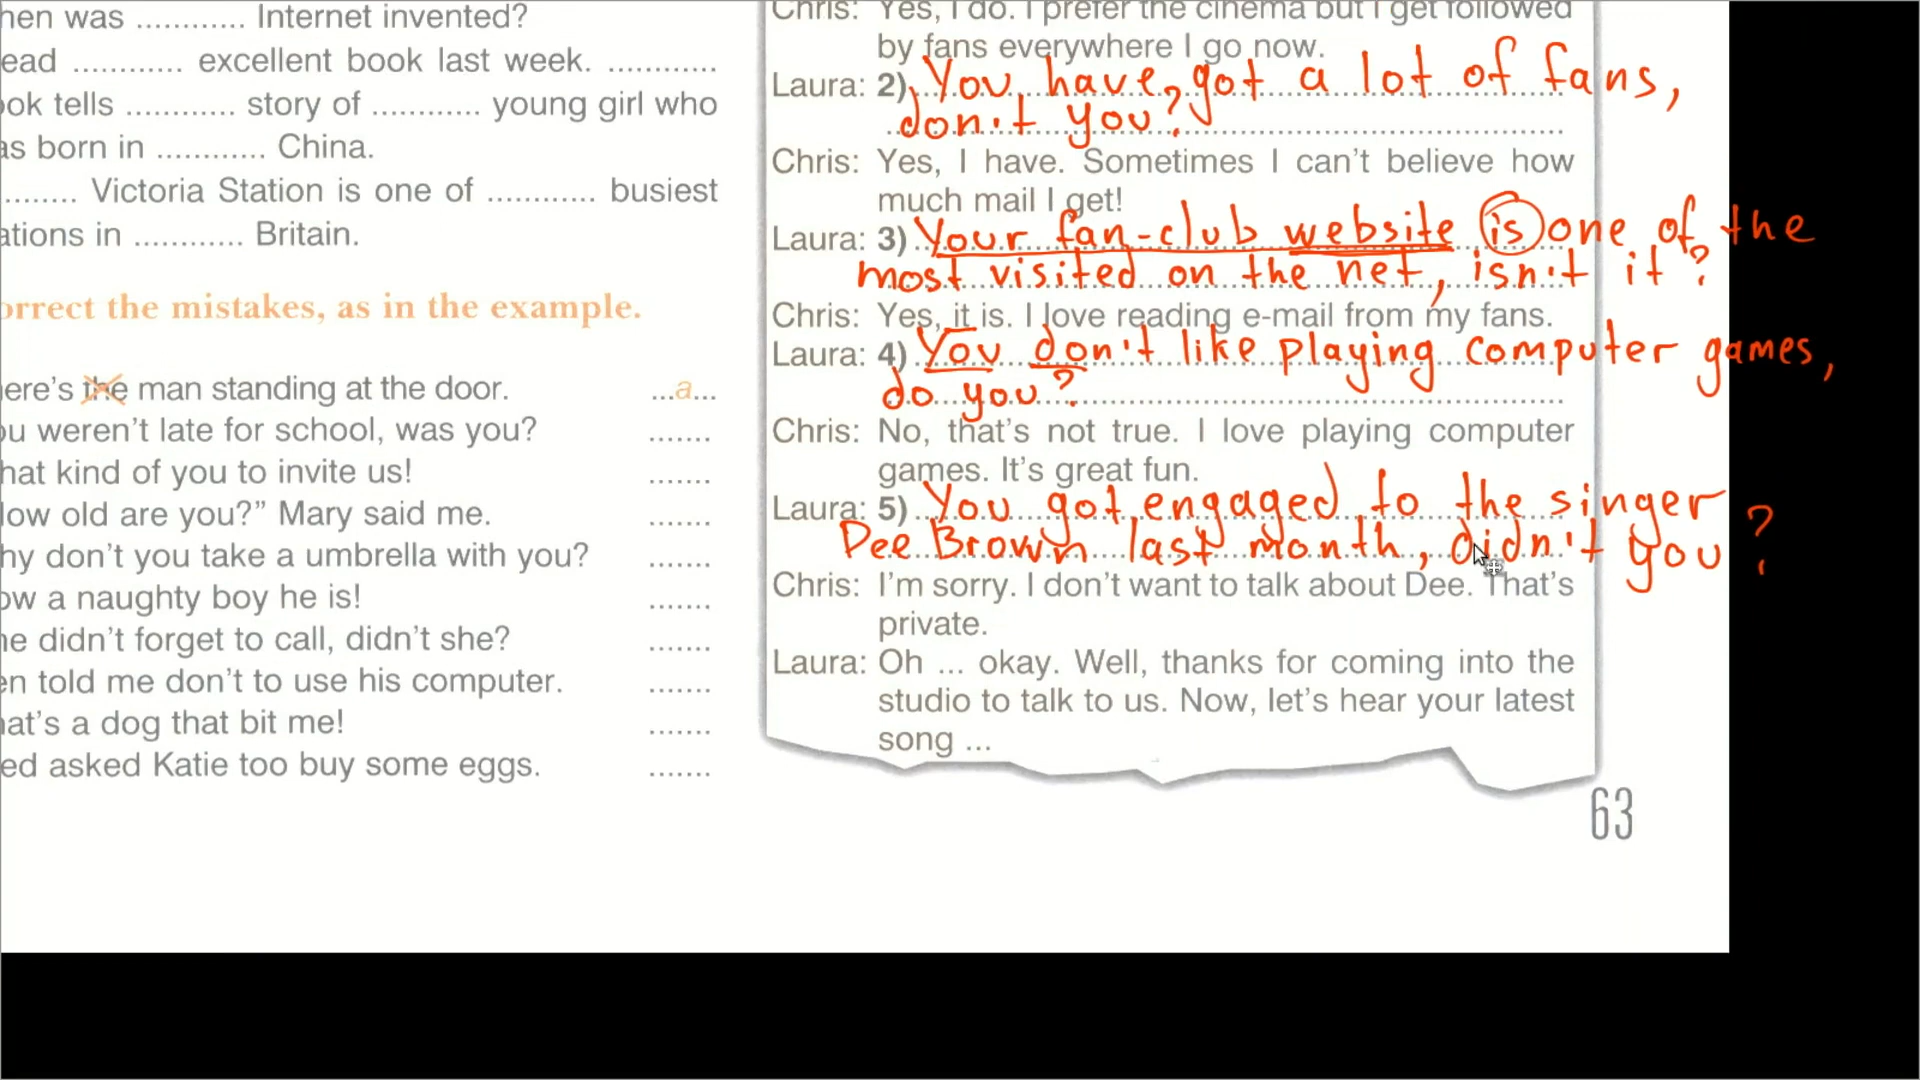 hen was ............ Internet invented?
ead ............ excellent book last week. ............
ok tells ............ story of ............ young girl who
as born in ............ China.
........ Victoria Station is one of ............ busiest
ations in ............ Britain.
orrect the mistakes, as in the example.
ere's the man standing at the door. ...a...
ou weren't late for school, was you? .......
hat kind of you to invite us! .......
low old are you?" Mary said me. .......
hy don't you take a umbrella with you? .......
ow a naughty boy he is! .......
he didn't forget to call, didn't she? .......
en told me don't to use his computer. .......
hat's a dog that bit me! .......
ed asked Katie too buy some eggs. .......
Chris: Yes, I do. I prefer the cinema but I get followed
by fans everywhere I go now.
Laura: 2) You have got a lot of fans,
don't you?
Chris: Yes, I have. Sometimes I can't believe how
much mail I get!
Laura: 3) Your fan-club website is one of the
most visited on the net, isn't it?
Chris: Yes, it is. I love reading e-mail from my fans.
Laura: 4) You don't like playing computer games,
do you?
Chris: No, that's not true. I love playing computer
games. It's great fun.
Laura: 5) You got engaged to the singer
Dee Brown last month, didn't you?
Chris: I'm sorry. I don't want to talk about Dee. That's
private.
Laura: Oh ... okay. Well, thanks for coming into the
studio to talk to us. Now, let's hear your latest
song ...
63